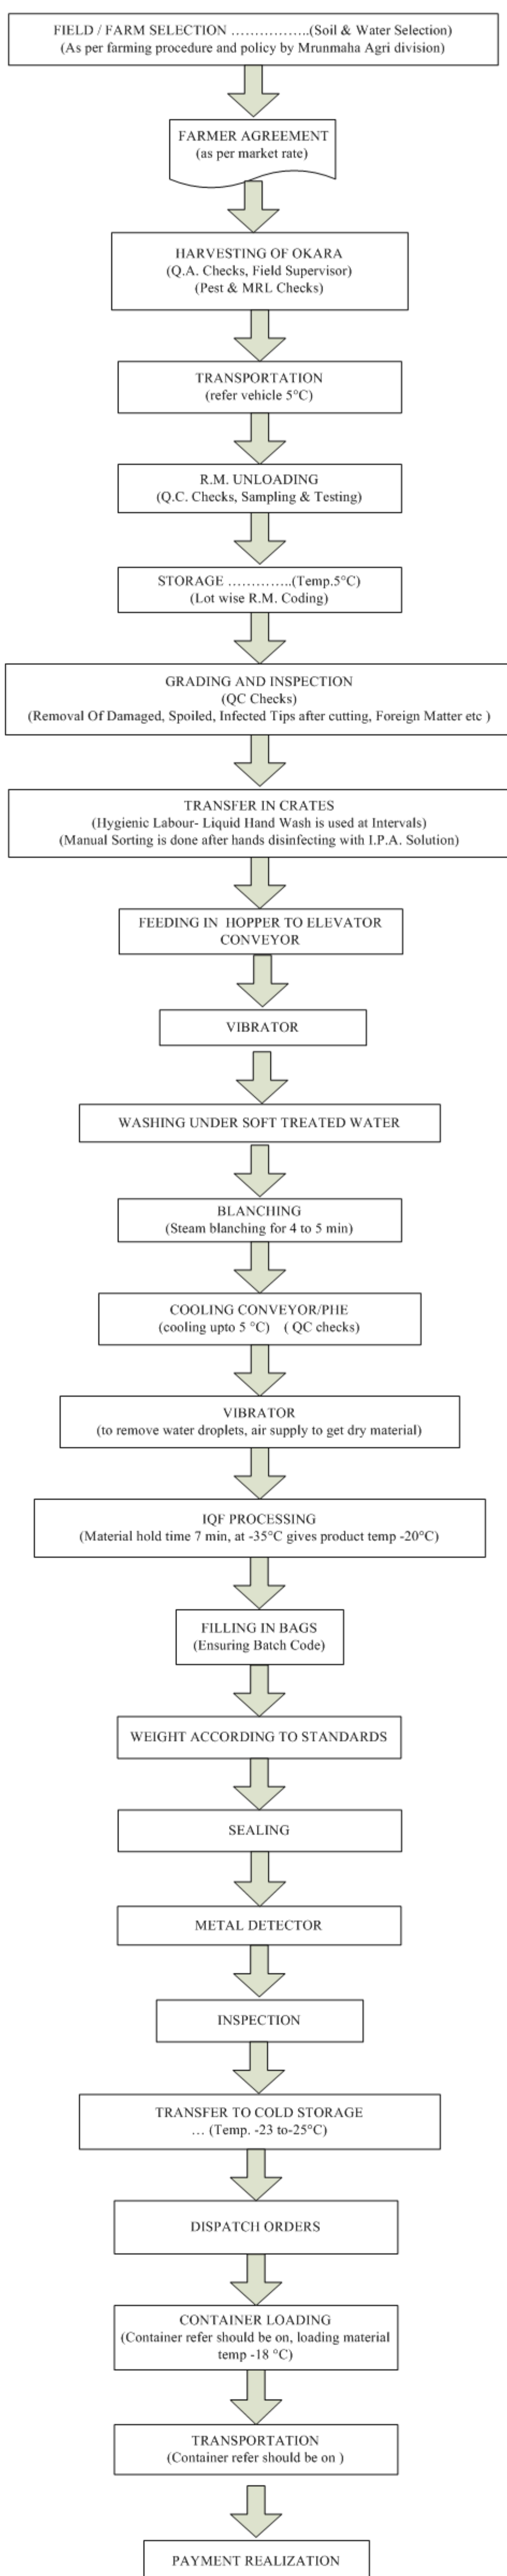 FIELD / FARM SELECTION ……………..(Soil & Water Selection)
(As per farming procedure and policy by Mrunmaha Agri division)
FARMER AGREEMENT
(as per market rate)
HARVESTING OF OKARA
(Q.A. Checks, Field Supervisor)
(Pest & MRL Checks)
TRANSPORTATION
(refer vehicle 5°C)
R.M. UNLOADING
(Q.C. Checks, Sampling & Testing)
STORAGE …………..(Temp.5°C)
(Lot wise R.M. Coding)
GRADING AND INSPECTION
(QC Checks)
(Removal Of Damaged, Spoiled, Infected Tips after cutting, Foreign Matter etc )
TRANSFER IN CRATES
(Hygienic Labour- Liquid Hand Wash is used at Intervals)
(Manual Sorting is done after hands disinfecting with I.P.A. Solution)
FEEDING IN HOPPER TO ELEVATOR
CONVEYOR
VIBRATOR
WASHING UNDER SOFT TREATED WATER
BLANCHING
(Steam blanching for 4 to 5 min)
COOLING CONVEYOR/PHE
(cooling upto 5 °C) ( QC checks)
VIBRATOR
(to remove water droplets, air supply to get dry material)
IQF PROCESSING
(Material hold time 7 min, at -35°C gives product temp -20°C)
FILLING IN BAGS
(Ensuring Batch Code)
WEIGHT ACCORDING TO STANDARDS
SEALING
METAL DETECTOR
INSPECTION
TRANSFER TO COLD STORAGE
… (Temp. -23 to-25°C)
DISPATCH ORDERS
CONTAINER LOADING
(Container refer should be on, loading material
temp -18 °C)
TRANSPORTATION
(Container refer should be on )
PAYMENT REALIZATION